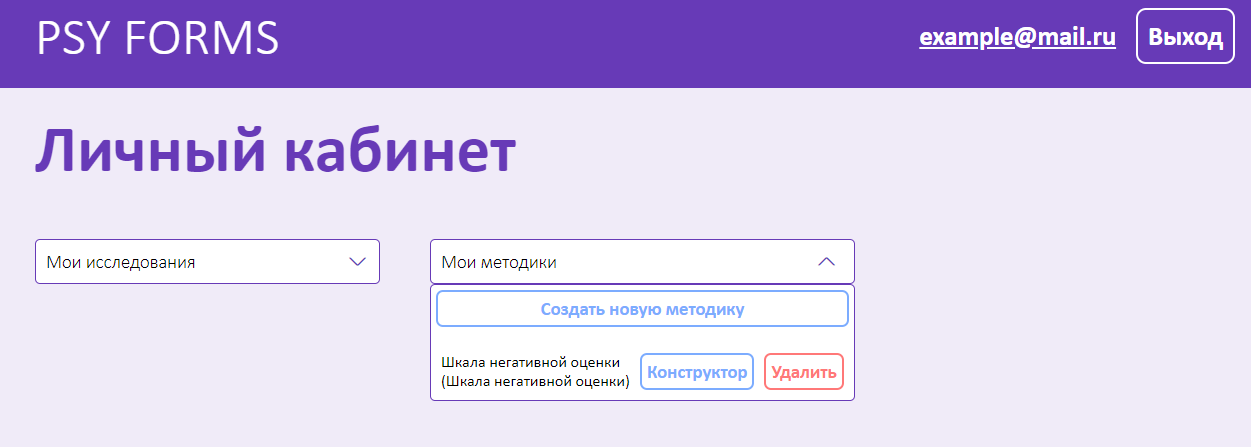 PSY FORMS
example@mail.ru
Выход
Личный кабинет
Мои исследования
Мои методики
Создать новую методику
Шкала негативной оценки
(Шкала негативной оценки)
Конструктор
Удалить